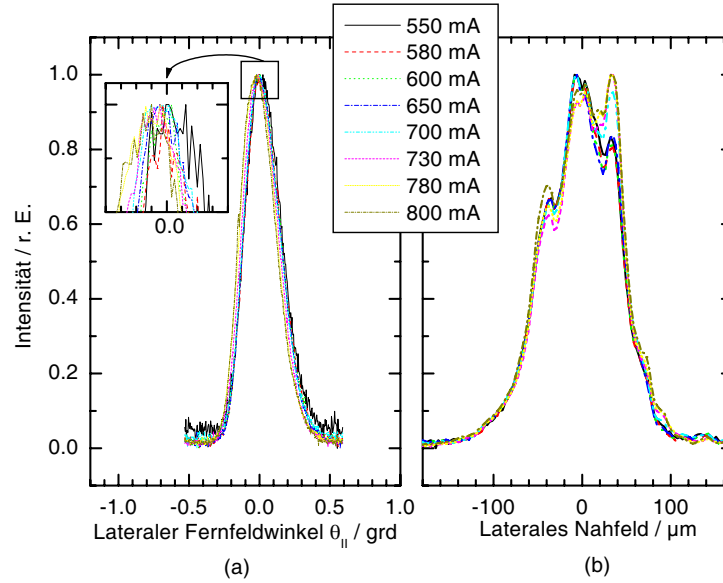 550 mA
580 mA
600 mA
650 mA
700 mA
730 mA
780 mA
800 mA
Intensität / r. E.
1.0
0.8
0.6
0.4
0.2
0.0
0.0
-1.0 -0.5 0.0 0.5 1.0
Lateraler Fernfeldwinkel θ_II / grd
(a)
-100 0 100
Laterales Nahfeld / µm
(b)